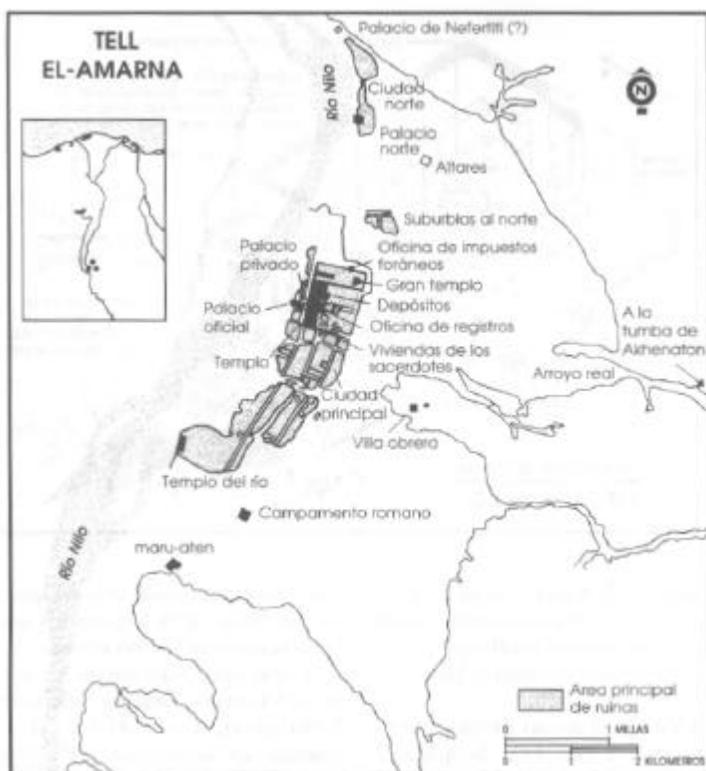 TELL
EL-AMARNA
Palacio de Nefertiti (?)
Río Nilo
Ciudad
norte
Palacio
norte
N
Altares
Suburbios al norte
Palacio
privado
Oficina de impuestos
foráneos
Gran templo
Palacio
oficial
Depósitos
Oficina de registros
A la
tumba de
Akhenaton
Templo
Viviendas de los
sacerdotes
Arroyo real
Ciudad
principal
Villa obrera
Templo del río
Campamento romano
Río Nilo
maru-aten
Area principal
de ruinas
0 1 MILLAS
0 1 2 KILOMETROS